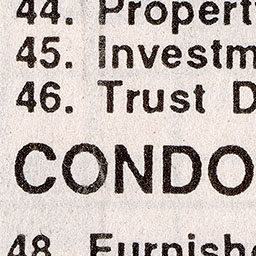 44. Propert
45. Investm
46. Trust D
CONDO
48. Furnish